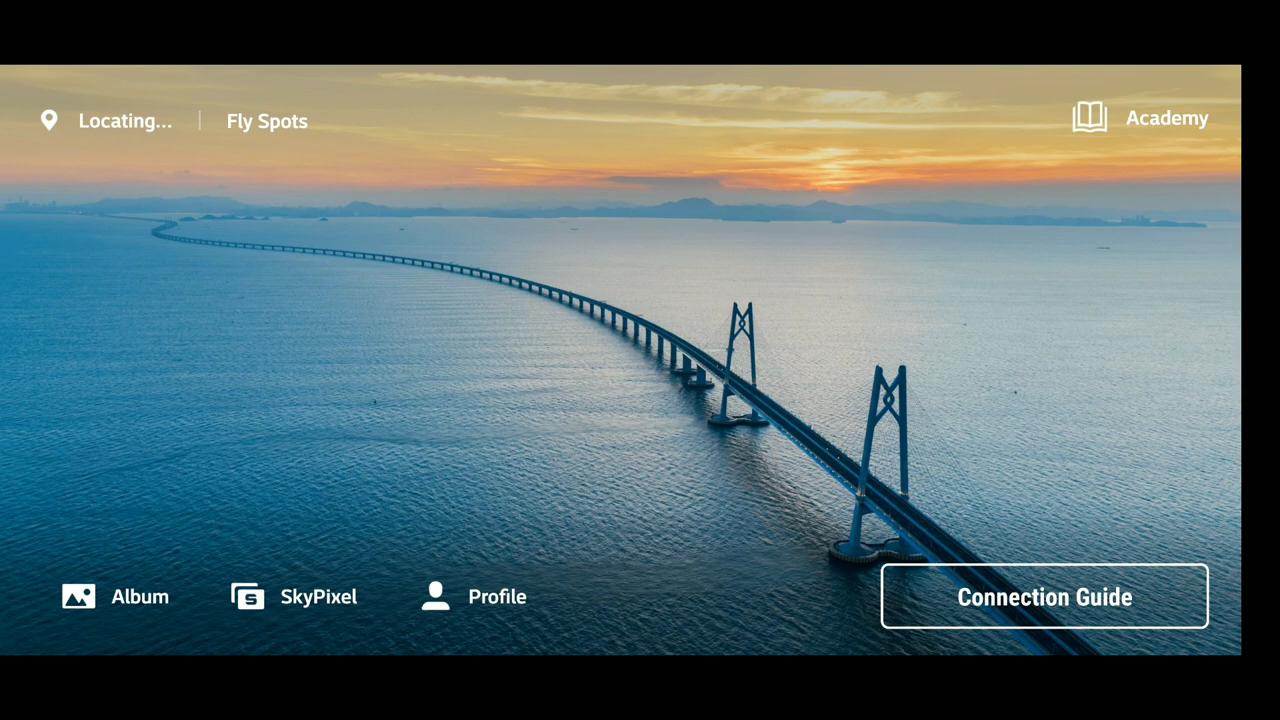 Locating... | Fly Spots
Academy
Album
SkyPixel
Profile
Connection Guide